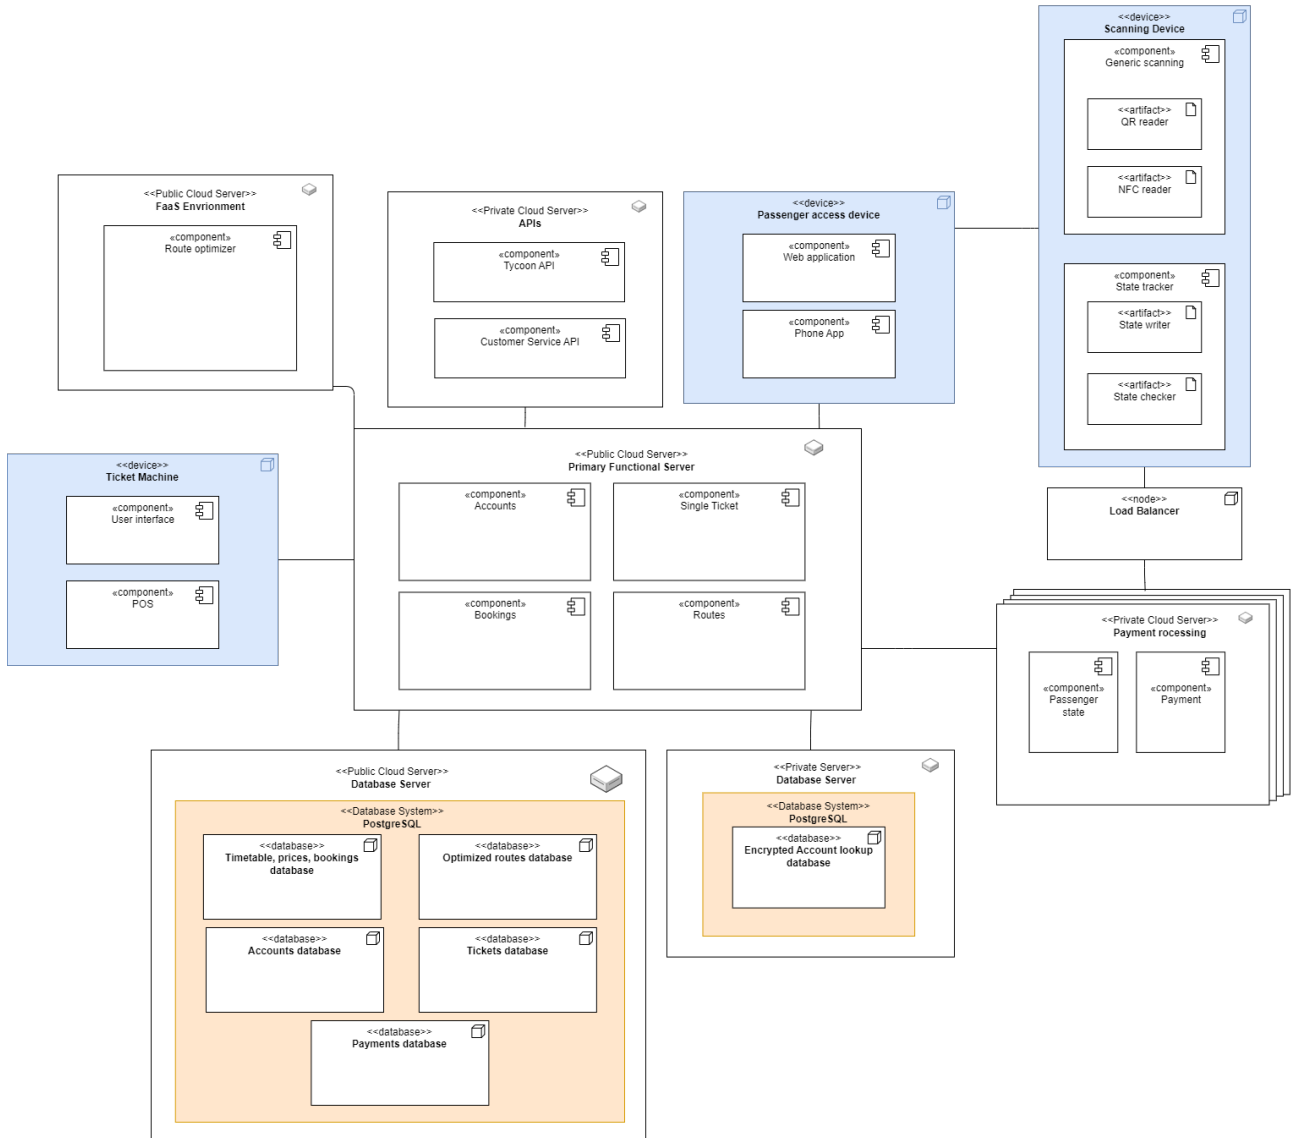 <<device>>
Scanning Device
«component»
Generic scanning
<<artifact>>
QR reader
<<artifact>>
NFC reader
«component»
State tracker
<<artifact>>
State writer
<<artifact>>
State checker
<<Public Cloud Server>>
FaaS Envrionment
«component»
Route optimizer
<<Private Cloud Server>>
APIs
«component»
Tycoon API
«component»
Customer Service API
<<device>>
Passenger access device
«component»
Web application
«component»
Phone App
<<device>>
Ticket Machine
«component»
User interface
«component»
POS
<<Public Cloud Server>>
Primary Functional Server
«component»
Accounts
«component»
Single Ticket
«component»
Bookings
«component»
Routes
<<node>>
Load Balancer
<<Private Cloud Server>>
Payment rocessing
«component»
Passenger
state
«component»
Payment
<<Public Cloud Server>>
Database Server
<<Database System>>
PostgreSQL
<<database>>
Timetable, prices, bookings
database
<<database>>
Optimized routes database
<<database>>
Accounts database
<<database>>
Tickets database
<<database>>
Payments database
<<Private Server>>
Database Server
<<Database System>>
PostgreSQL
<<database>>
Encrypted Account lookup
database